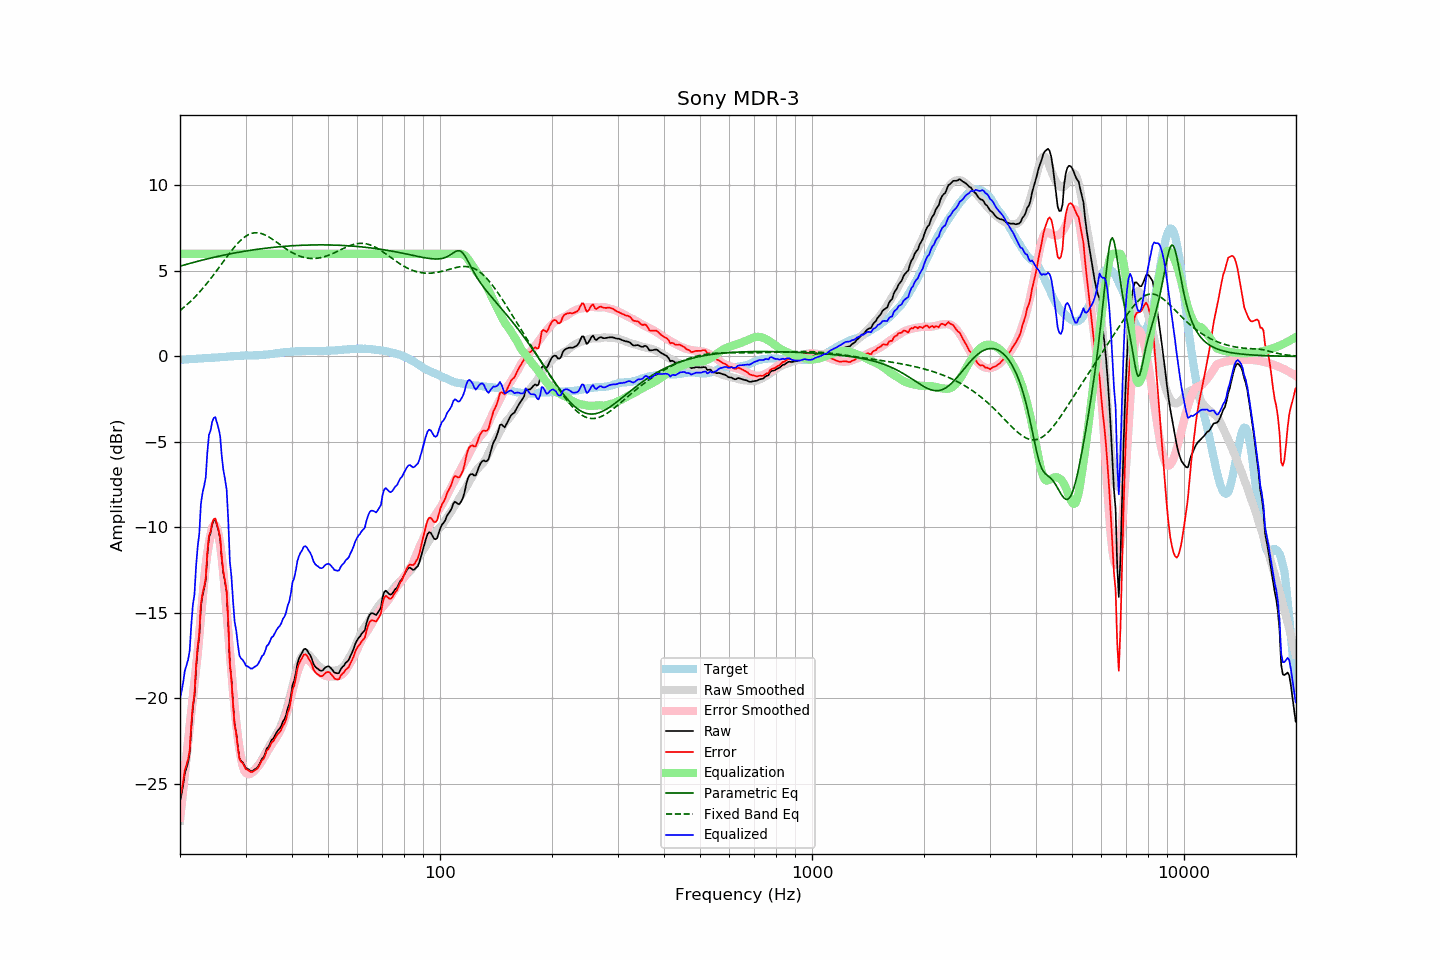 Sony MDR-3
Amplitude (dBr)
10
5
0
−5
−10
−15
−20
−25
Target
Raw Smoothed
Error Smoothed
Raw
Error
Equalization
Parametric Eq
Fixed Band Eq
Equalized
100 1000 10000
Frequency (Hz)